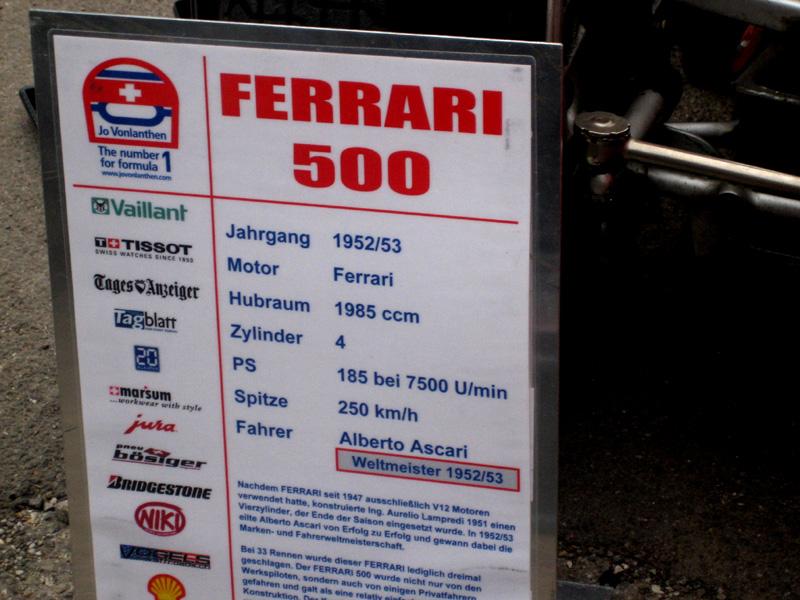 Jo Vonlanthen
The number 1
for formula
www.jovonlanthen.com
FERRARI
500
Vaillant
T+TISSOT
SWISS WATCHES SINCE 1853
Tages Anzeiger
Tagblatt
20
marsum
...workwear with style
jura
pneu
bösiger
BRIDGESTONE
NIKI
VOGELS
Jahrgang 1952/53
Motor Ferrari
Hubraum 1985 ccm
Zylinder 4
PS 185 bei 7500 U/min
Spitze 250 km/h
Fahrer Alberto Ascari
Weltmeister 1952/53
Nachdem FERRARI seit 1947 ausschließlich V12 Motoren
verwendet hatte, konstruierte Ing. Aurelio Lampredi 1951 einen
Vierzylinder, der Ende der Saison eingesetzt wurde. In 1952/53
eilte Alberto Ascari von Erfolg zu Erfolg und gewann dabei die
Marken- und Fahrerweltmeisterschaft.
Bei 33 Rennen wurde dieser FERRARI lediglich dreimal
geschlagen. Der FERRARI 500 wurde nicht nur von den
Werkspiloten, sondern auch von einigen Privatfahrern
gefahren und galt als eine relativ
Konstruktion. Der